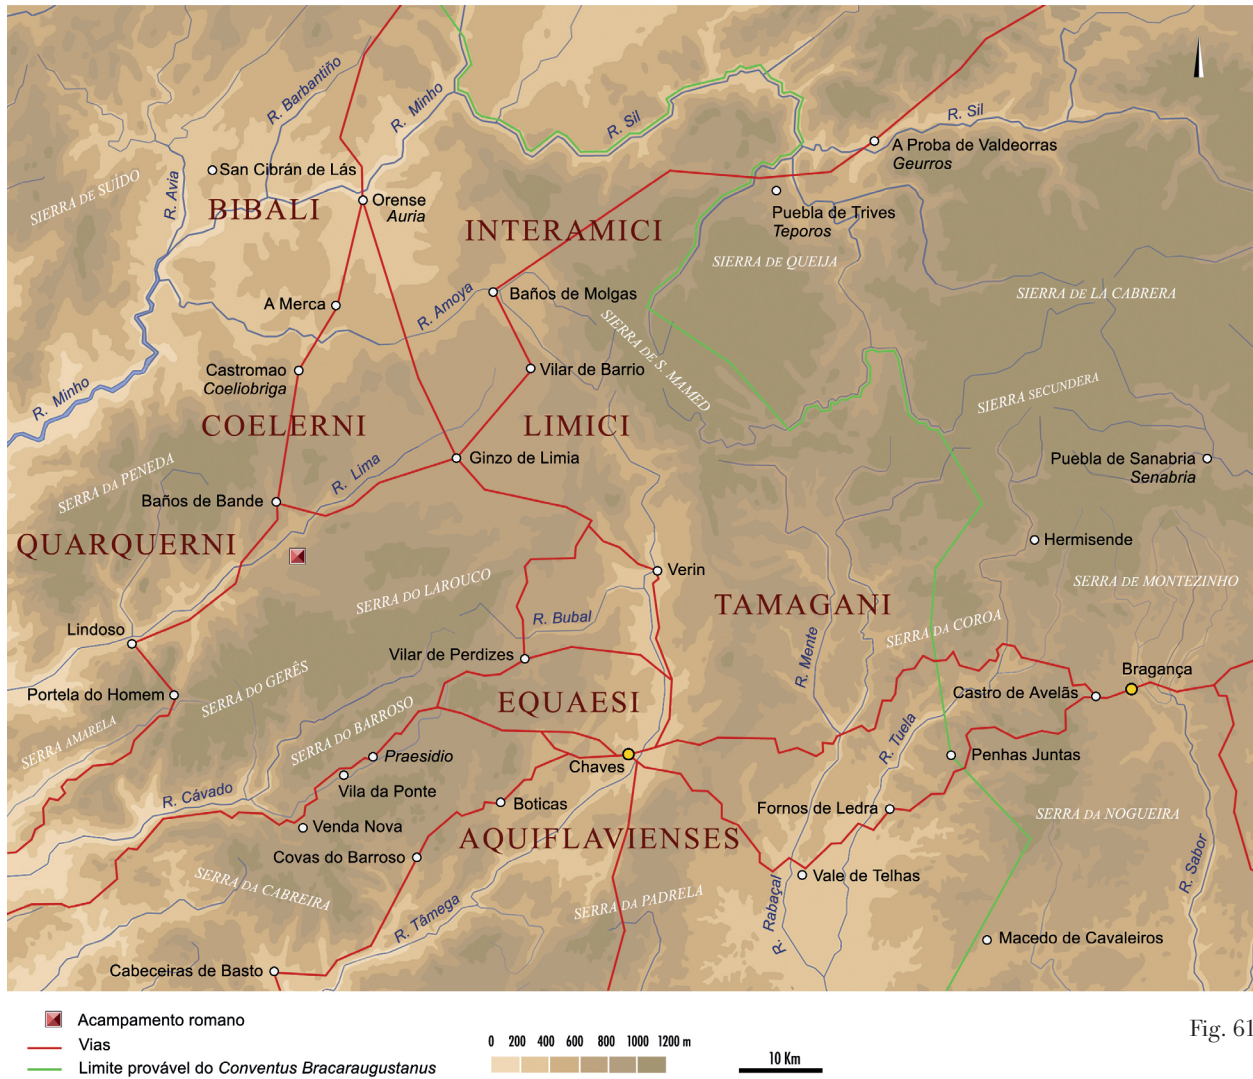 R. Barbantiño
R. Minho
R. Sil
R. Sil
A Proba de Valdeorras
Geurros
San Cibrán de Lás
SIERRA DE SUÍDO
R. Avia
BIBALI
Orense
Auria
INTERAMICI
Puebla de Trives
Teporos
SIERRA DE QUEIJA
SIERRA DE LA CABRERA
A Merca
R. Arnoya
Baños de Molgas
SIERRA DE S. MAMED
Castromao
Coeliobriga
Vilar de Barrio
R. Minho
SIERRA SECUNDERA
COELERNI
LIMICI
SERRA DA PENEDA
R. Lima
Ginzo de Limia
Puebla de Sanabria
Senabria
Baños de Bande
QUARQUERNI
Hermisende
SERRA DO LAROUCO
Verin
SERRA DE MONTEZINHO
TAMAGANI
R. Bubal
Lindoso
SERRA DA COROA
R. Mente
Vilar de Perdizes
Bragança
Portela do Homem
SERRA DO GERÊS
EQUAESI
Castro de Avelãs
SERRA AMARELA
SERRA DO BARROSO
R. Tuela
Praesidio
Chaves
Penhas Juntas
Vila da Ponte
R. Cávado
Boticas
Fornos de Ledra
SERRA DA NOGUEIRA
Venda Nova
AQUIFLAVIENSES
Covas do Barroso
R. Sabor
SERRA DA CABREIRA
Vale de Telhas
R. Rabaçal
SERRA DA PADRELA
R. Tâmega
Macedo de Cavaleiros
Cabeceiras de Basto
Acampamento romano
Vias
Limite provável do Conventus Bracaraugustanus
0 200 400 600 800 1000 1200 m
10 Km
Fig. 61